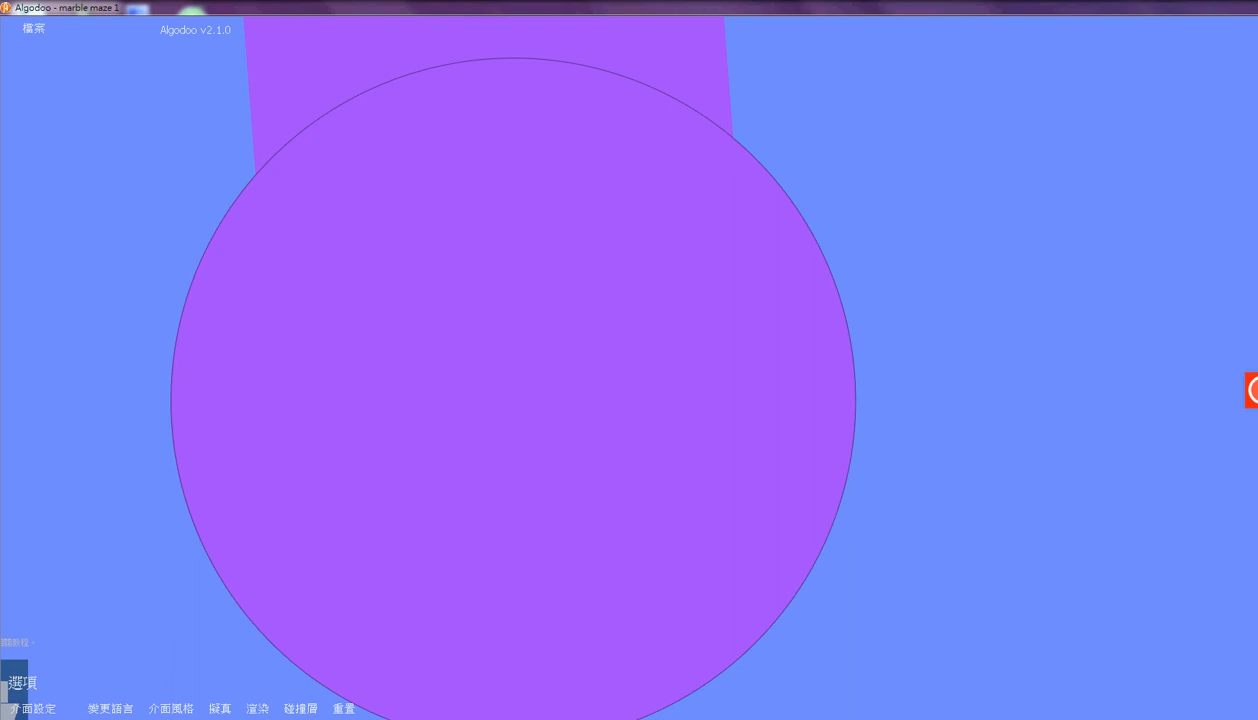 Algodoo - marble maze 1
檔案
Algodoo v2.1.0
選項
介面設定 變更語言 介面風格 擬真 渲染 碰撞層 重置